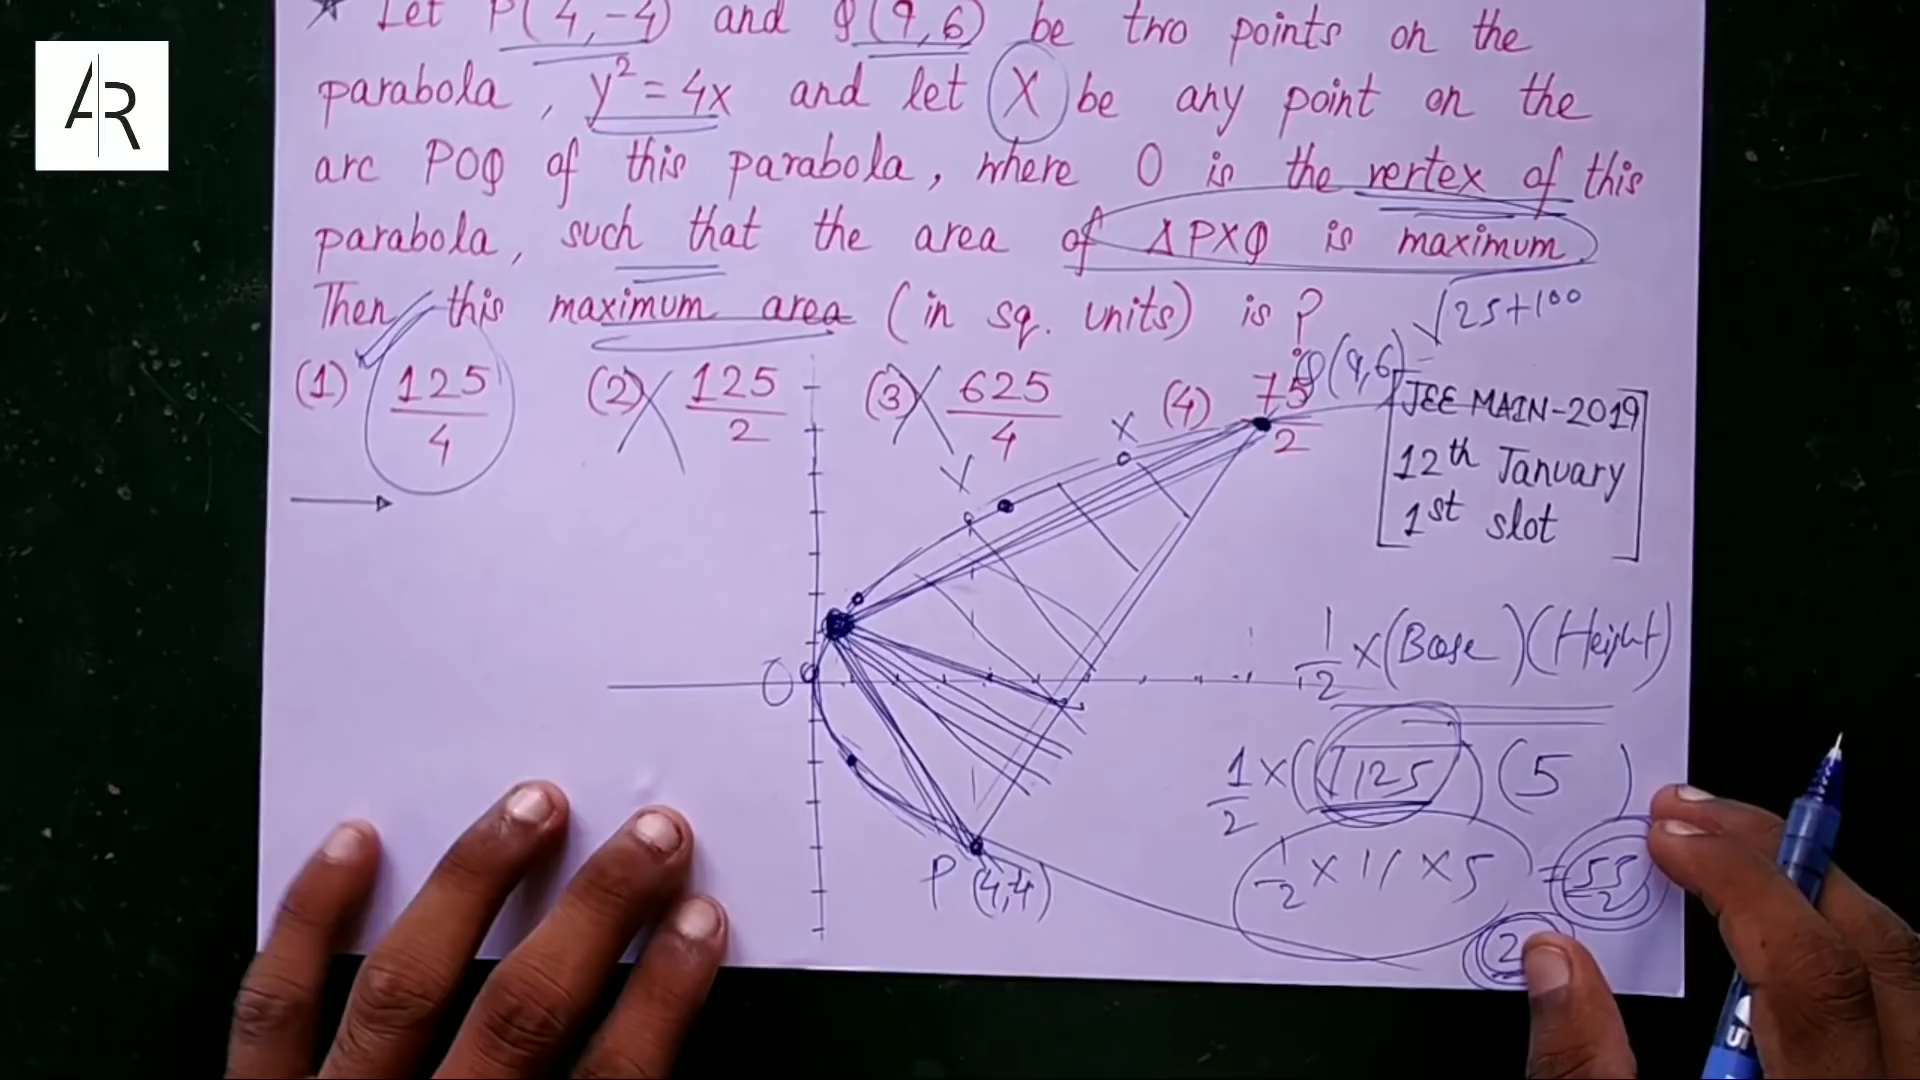 AR
Let P(4,-4) and Q(9,6) be two points on the
parabola, y² = 4x and let X be any point on the
arc POQ of this parabola, where O is the vertex of this
parabola, such that the area of ΔPXQ is maximum.
Then this maximum area (in sq. units) is?
√25+100
(1) 125/4 (2) 125/2 (3) 625/4 (4) 75/2
Q(9,6)
JEE MAIN-2019
12th January
1st slot
X
O
1/2 ×(Base)(Height)
1/2 ×(√125)(5)
1/2 × 11 × 5 = 55/2
P(4,4)
2